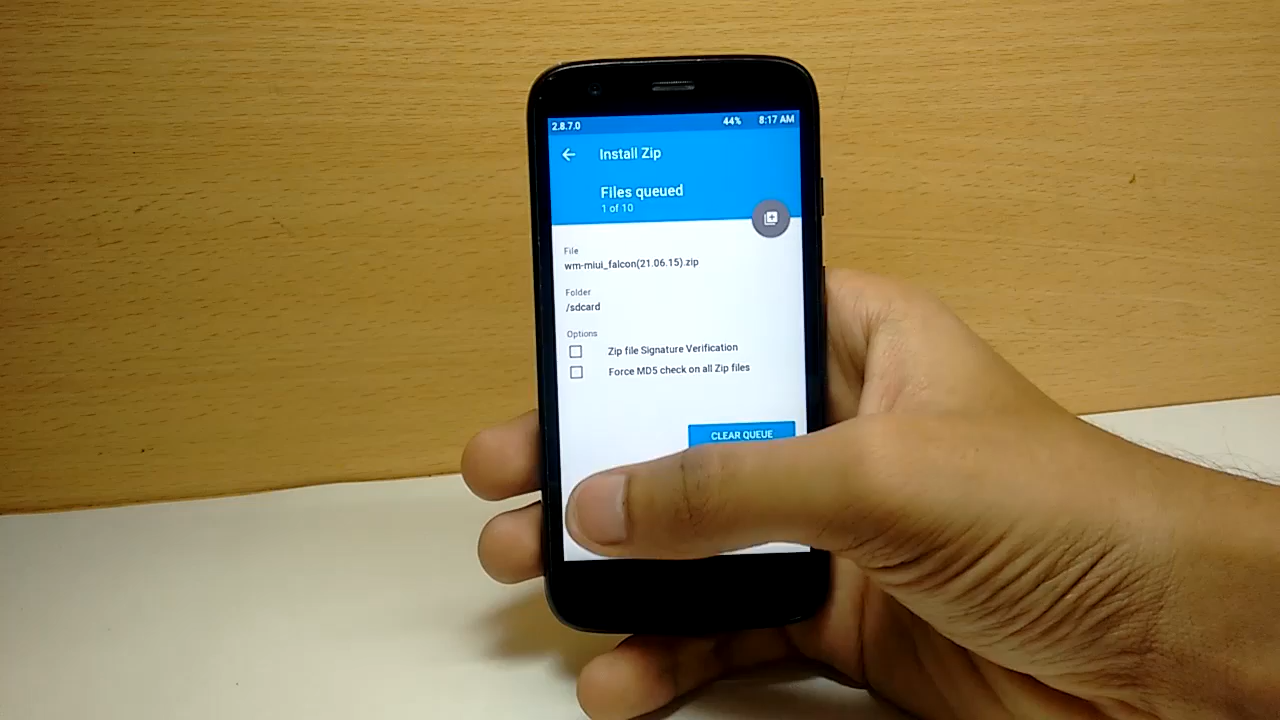 2.8.7.0 44% 8:17 AM
Install Zip
Files queued
1 of 10
File
wm-miui_falcon(21.06.15).zip
Folder
/sdcard
Options
Zip file Signature Verification
Force MD5 check on all Zip files
CLEAR QUEUE